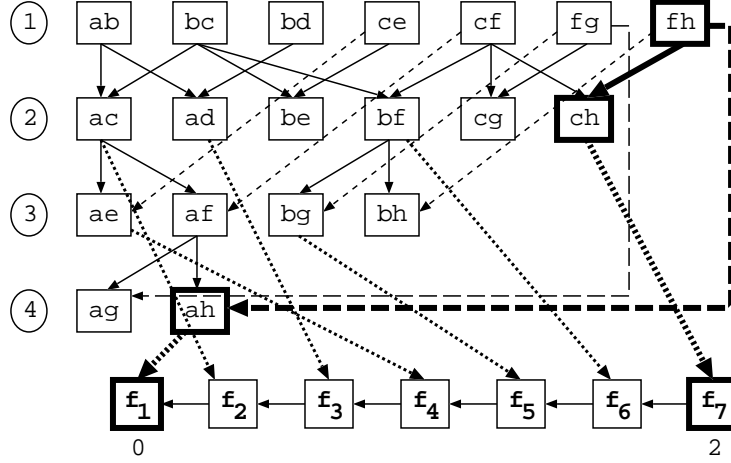 1 ab bc bd ce cf fg fh
2 ac ad be bf cg ch
3 ae af bg bh
4 ag ah
f1 f2 f3 f4 f5 f6 f7
0 2